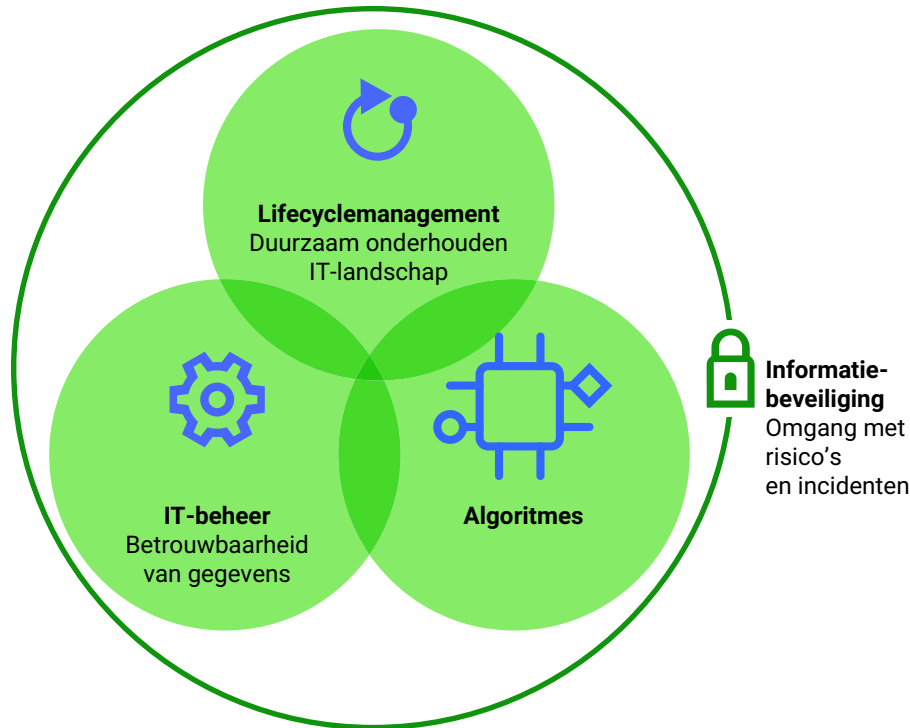 Lifecyclemanagement
Duurzaam onderhouden
IT-landschap
IT-beheer
Betrouwbaarheid
van gegevens
Algoritmes
Informatie-
beveiliging
Omgang met
risico's
en incidenten